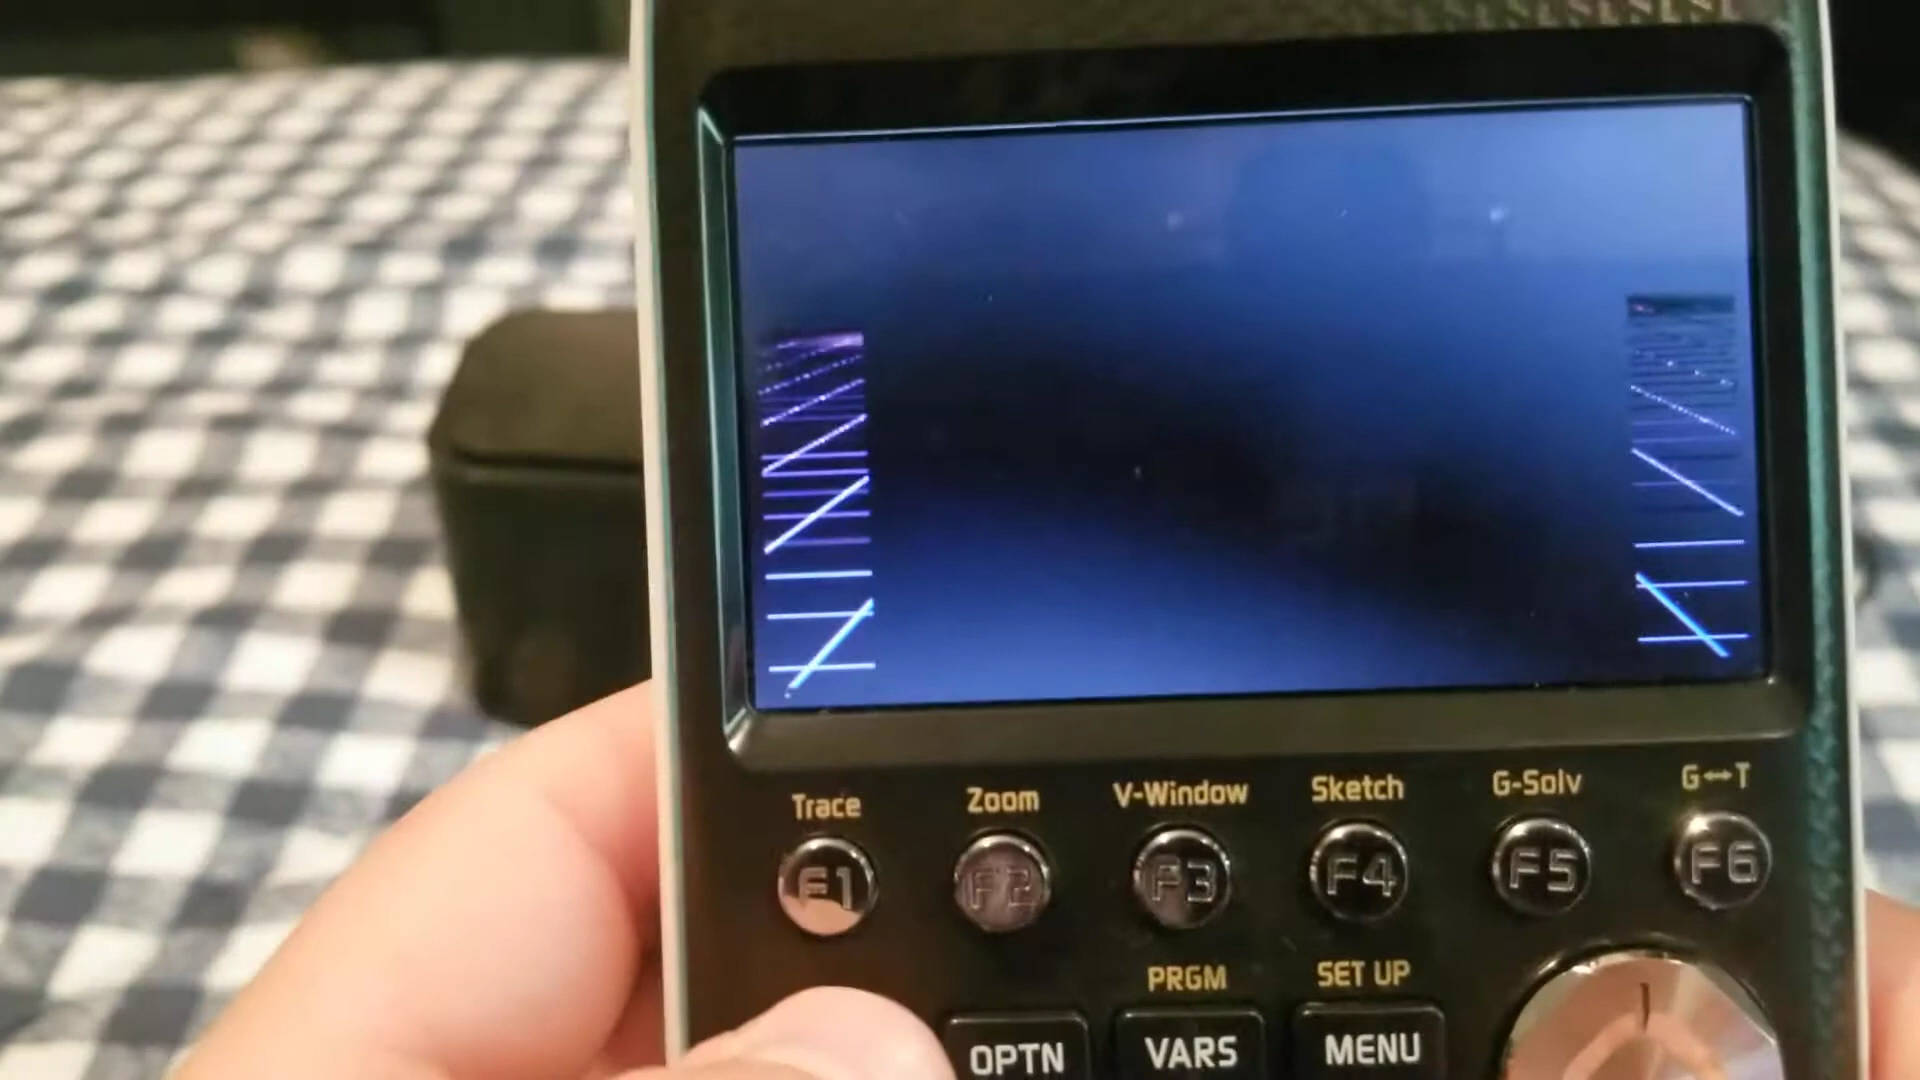 Trace Zoom V-Window Sketch G-Solv G↔T
F1 F2 F3 F4 F5 F6
PRGM SET UP
OPTN VARS MENU